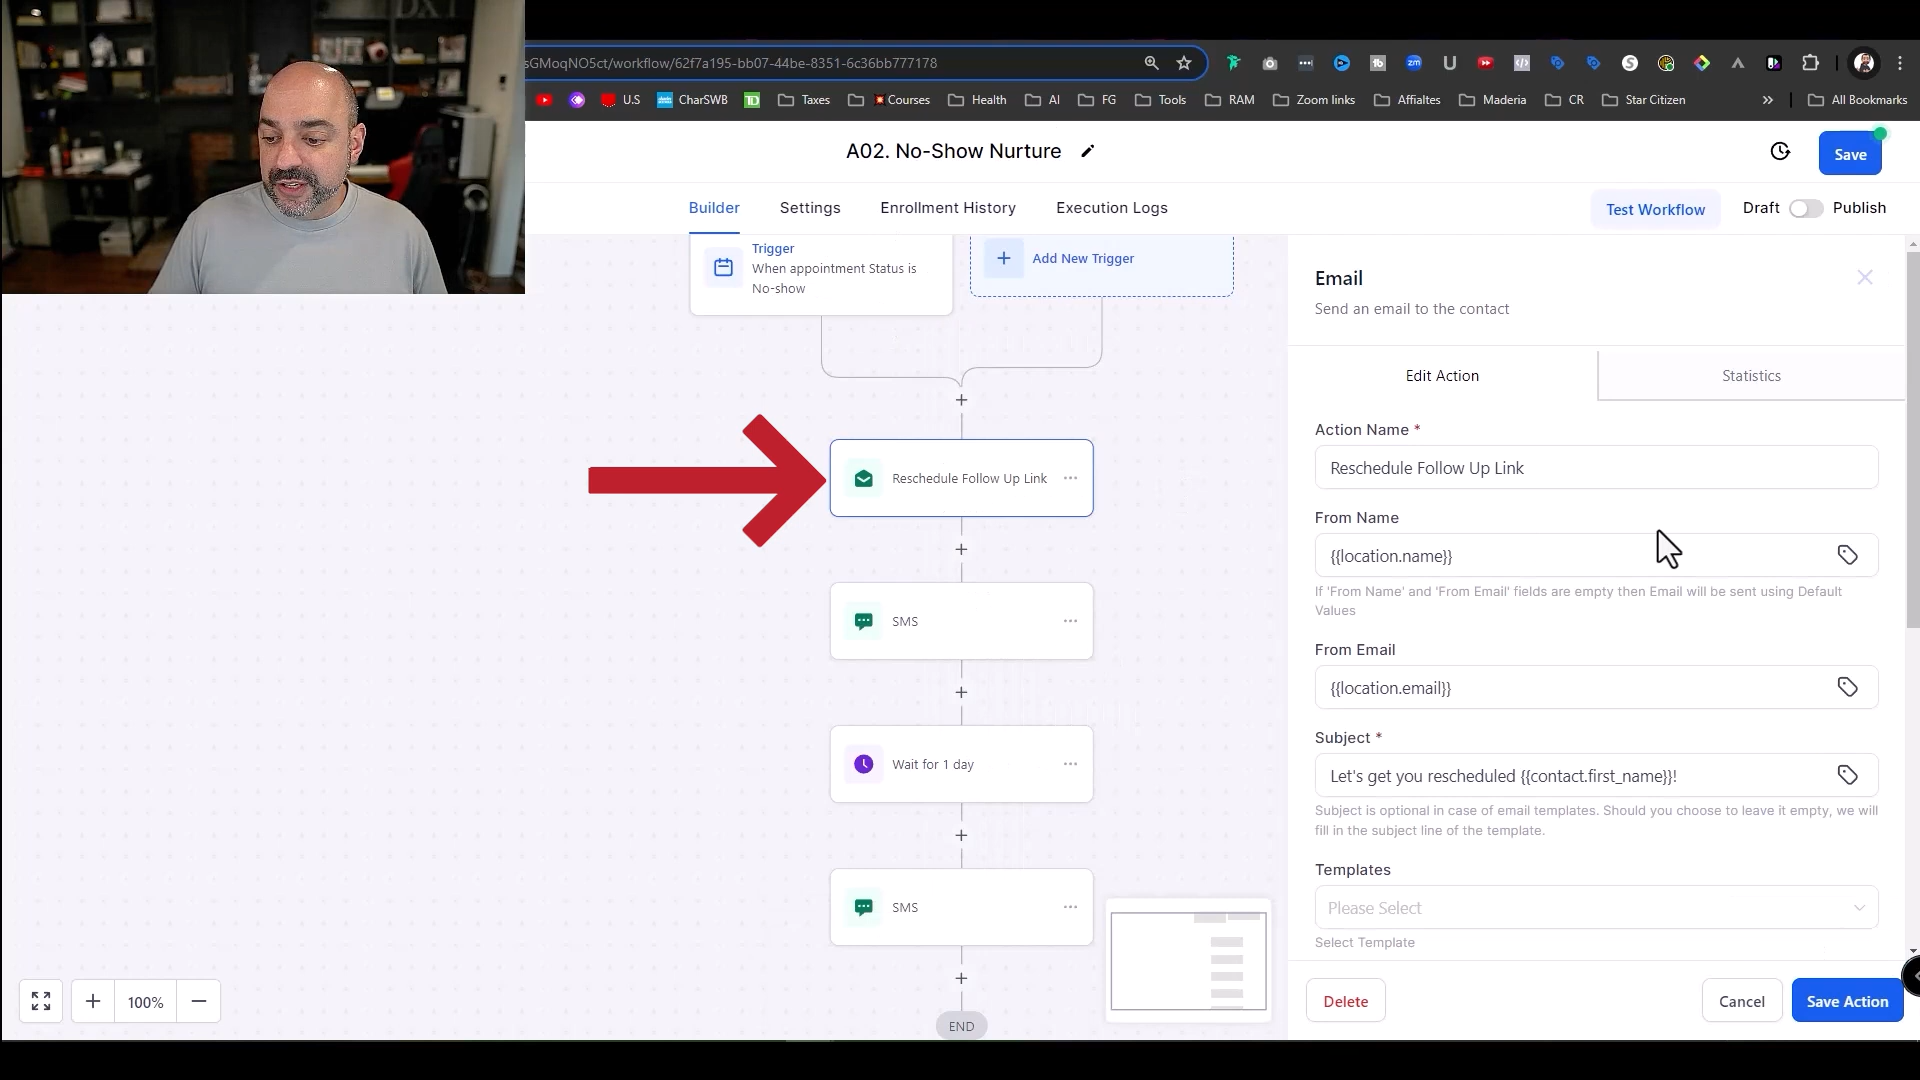 sGMoqNO5ct/workflow/62f7a195-bb07-44be-8351-6c36bb777178
U.S
CharSWB
Taxes
Courses
Health
AI
FG
Tools
RAM
Zoom links
Affialtes
Maderia
CR
Star Citizen
All Bookmarks
A02. No-Show Nurture
Save
Builder
Settings
Enrollment History
Execution Logs
Test Workflow
Draft
Publish
Trigger
When appointment Status is
No-show
Add New Trigger
Reschedule Follow Up Link
SMS
Wait for 1 day
SMS
END
100%
Email
Send an email to the contact
Edit Action
Statistics
Action Name *
Reschedule Follow Up Link
From Name
{{location.name}}
If 'From Name' and 'From Email' fields are empty then Email will be sent using Default
Values
From Email
{{location.email}}
Subject *
Let's get you rescheduled {{contact.first_name}}!
Subject is optional in case of email templates. Should you choose to leave it empty, we will
fill in the subject line of the template.
Templates
Please Select
Select Template
Delete
Cancel
Save Action